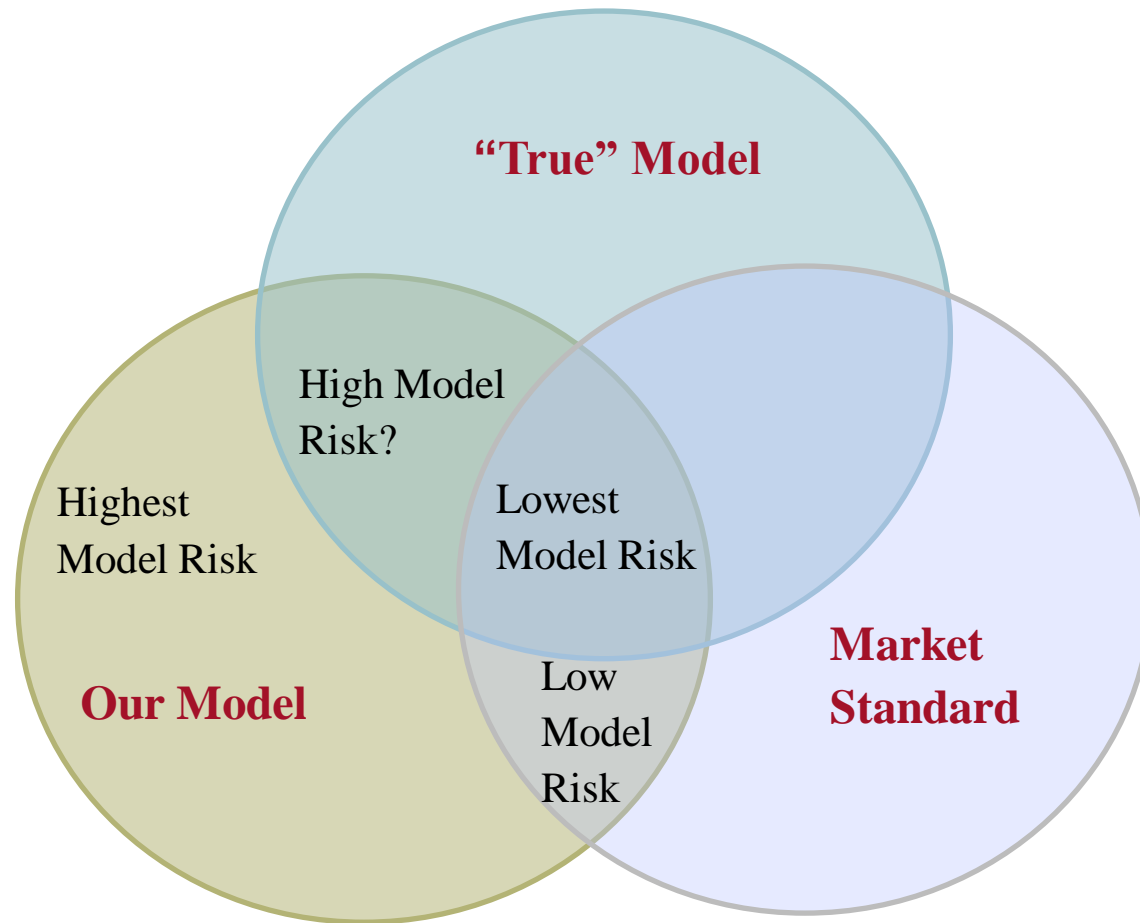 “True” Model
High Model
Risk?
Highest
Model Risk
Lowest
Model Risk
Our Model
Low
Model
Risk
Market
Standard